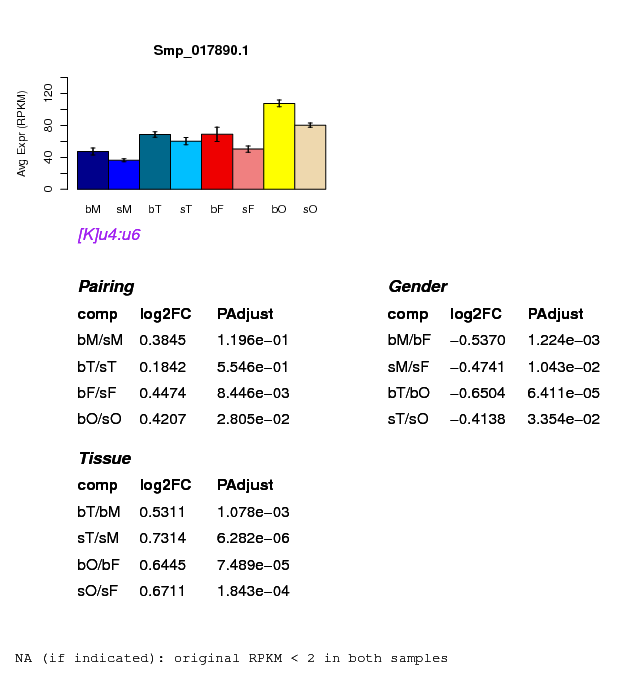 Smp_017890.1
Avg Expr (RPKM)
0 40 80 120
bM sM bT sT bF sF bO sO
[K]u4:u6
Pairing
comp log2FC PAdjust
bM/sM 0.3845 1.196e−01
bT/sT 0.1842 5.546e−01
bF/sF 0.4474 8.446e−03
bO/sO 0.4207 2.805e−02
Gender
comp log2FC PAdjust
bM/bF −0.5370 1.224e−03
sM/sF −0.4741 1.043e−02
bT/bO −0.6504 6.411e−05
sT/sO −0.4138 3.354e−02
Tissue
comp log2FC PAdjust
bT/bM 0.5311 1.078e−03
sT/sM 0.7314 6.282e−06
bO/bF 0.6445 7.489e−05
sO/sF 0.6711 1.843e−04
NA (if indicated): original RPKM < 2 in both samples